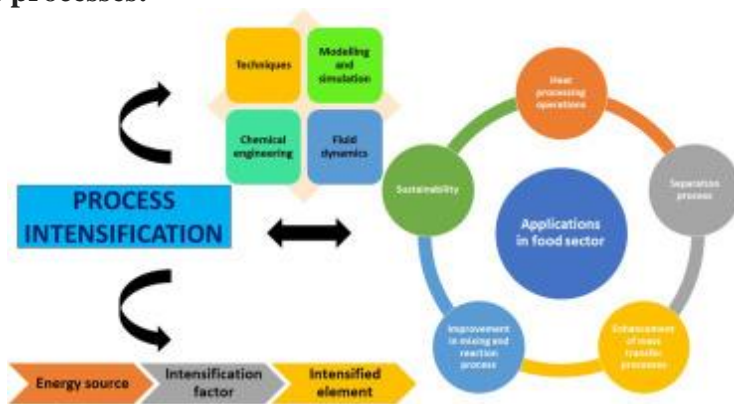 processes.
Techniques
Modelling and
simulation
Chemical
engineering
Fluid
dynamics
PROCESS
INTENSIFICATION
Energy source
Intensification
factor
Intensified
element
Heat
processing
operations
Separation
process
Enhancement
of mass
transfer
processes
Improvement
in mixing and
reaction
process
Sustainability
Applications
in food sector